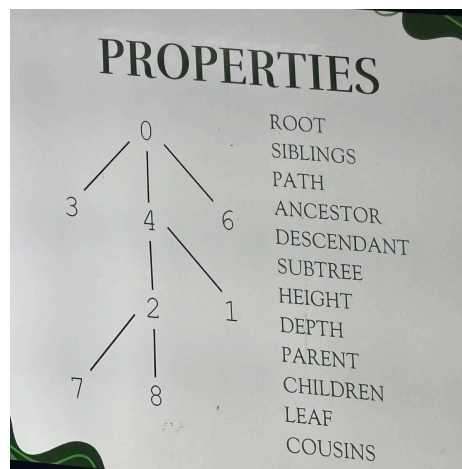 PROPERTIES
0
3 4 6
2 1
7 8
ROOT
SIBLINGS
PATH
ANCESTOR
DESCENDANT
SUBTREE
HEIGHT
DEPTH
PARENT
CHILDREN
LEAF
COUSINS